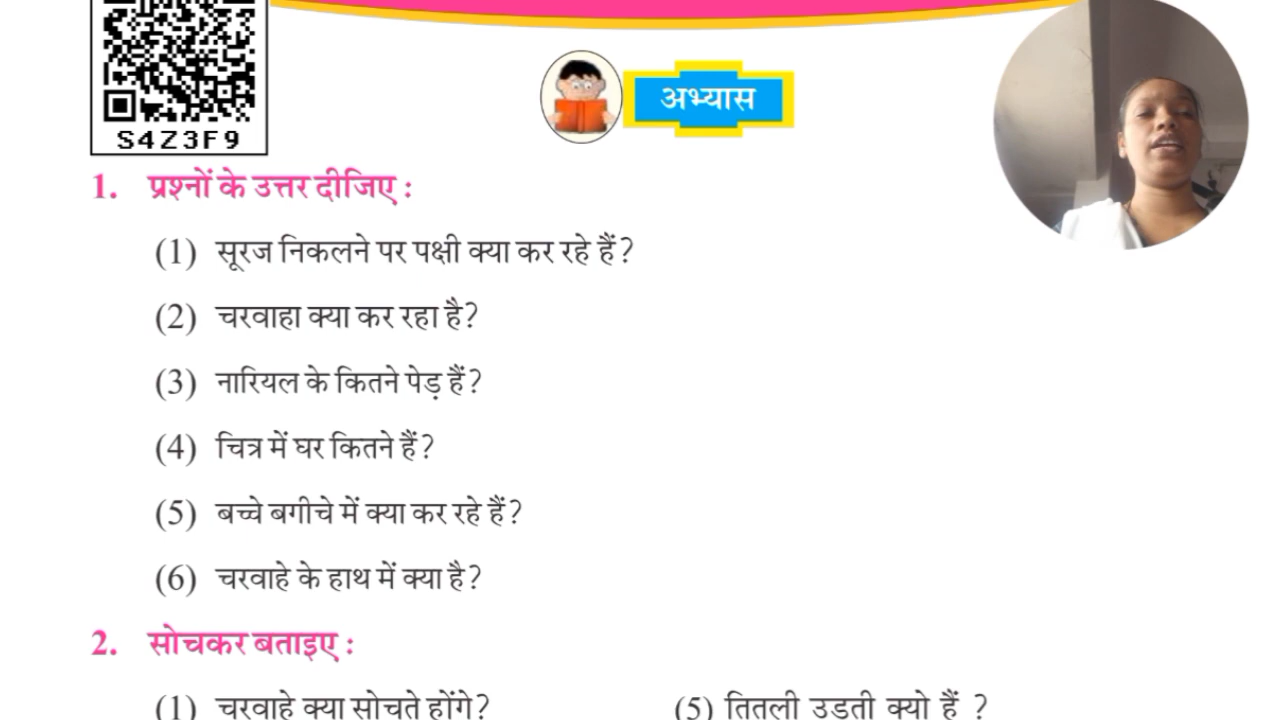 S4Z3F9
अभ्यास
1. प्रश्नों के उत्तर दीजिए :
(1) सूरज निकलने पर पक्षी क्या कर रहे हैं?
(2) चरवाहा क्या कर रहा है?
(3) नारियल के कितने पेड़ हैं?
(4) चित्र में घर कितने हैं?
(5) बच्चे बगीचे में क्या कर रहे हैं?
(6) चरवाहे के हाथ में क्या है?
2. सोचकर बताइए :
(1) चरवाहे क्या सोचते होंगे? (5) तितली उडती क्यो हैं ?